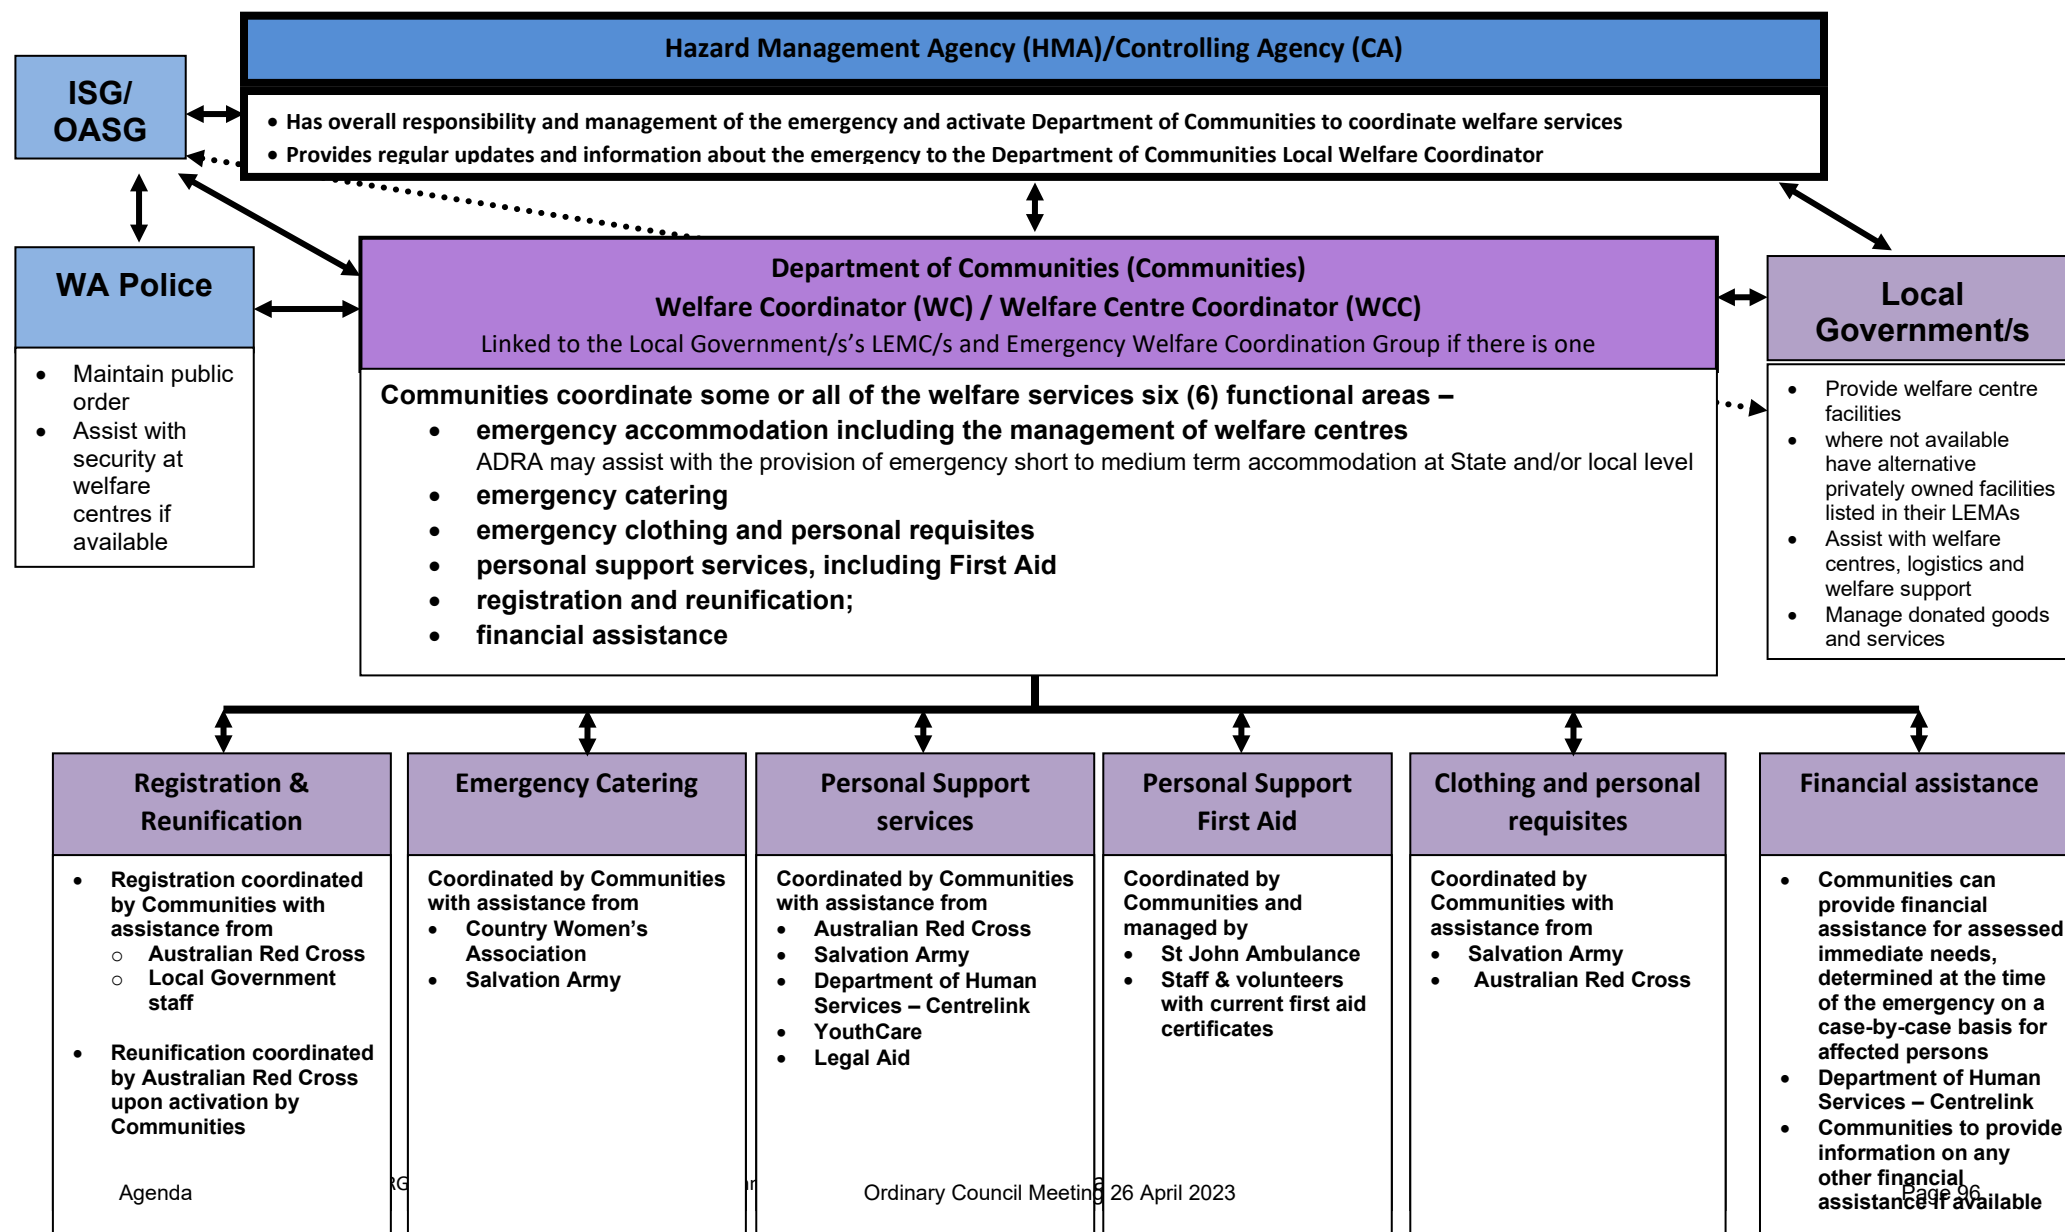 Hazard Management Agency (HMA)/Controlling Agency (CA)
• Has overall responsibility and management of the emergency and activate Department of Communities to coordinate welfare services
• Provides regular updates and information about the emergency to the Department of Communities Local Welfare Coordinator
ISG/
OASG
WA Police
• Maintain public
order
• Assist with
security at
welfare
centres if
available
Department of Communities (Communities)
Welfare Coordinator (WC) / Welfare Centre Coordinator (WCC)
Linked to the Local Government/s's LEMC/s and Emergency Welfare Coordination Group if there is one
Communities coordinate some or all of the welfare services six (6) functional areas –
• emergency accommodation including the management of welfare centres
ADRA may assist with the provision of emergency short to medium term accommodation at State and/or local level
• emergency catering
• emergency clothing and personal requisites
• personal support services, including First Aid
• registration and reunification;
• financial assistance
Local
Government/s
• Provide welfare centre
facilities
• where not available
have alternative
privately owned facilities
listed in their LEMAs
• Assist with welfare
centres, logistics and
welfare support
• Manage donated goods
and services
Registration &
Reunification
• Registration coordinated
by Communities with
assistance from
○ Australian Red Cross
○ Local Government
staff
• Reunification coordinated
by Australian Red Cross
upon activation by
Communities
Emergency Catering
Coordinated by Communities
with assistance from
• Country Women's
Association
• Salvation Army
Personal Support
services
Coordinated by Communities
with assistance from
• Australian Red Cross
• Salvation Army
• Department of Human
Services – Centrelink
• YouthCare
• Legal Aid
Personal Support
First Aid
Coordinated by
Communities and
managed by
• St John Ambulance
• Staff & volunteers
with current first aid
certificates
Clothing and personal
requisites
Coordinated by
Communities with
assistance from
• Salvation Army
• Australian Red Cross
Financial assistance
• Communities can
provide financial
assistance for assessed
immediate needs,
determined at the time
of the emergency on a
case-by-case basis for
affected persons
• Department of Human
Services – Centrelink
• Communities to provide
information on any
other financial
assistance if available
Agenda
Ordinary Council Meeting 26 April 2023
Page 96